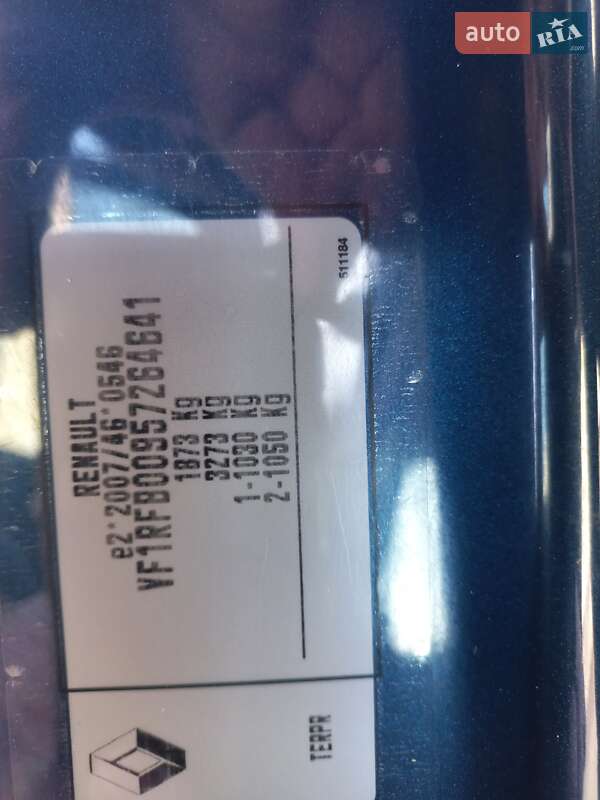 auto RIA .com
RENAULT
e2*2007/46*0546
VF1RFB00957264641
1873 Kg
3273 Kg
1-1030 Kg
2-1050 Kg
511184
TERPR